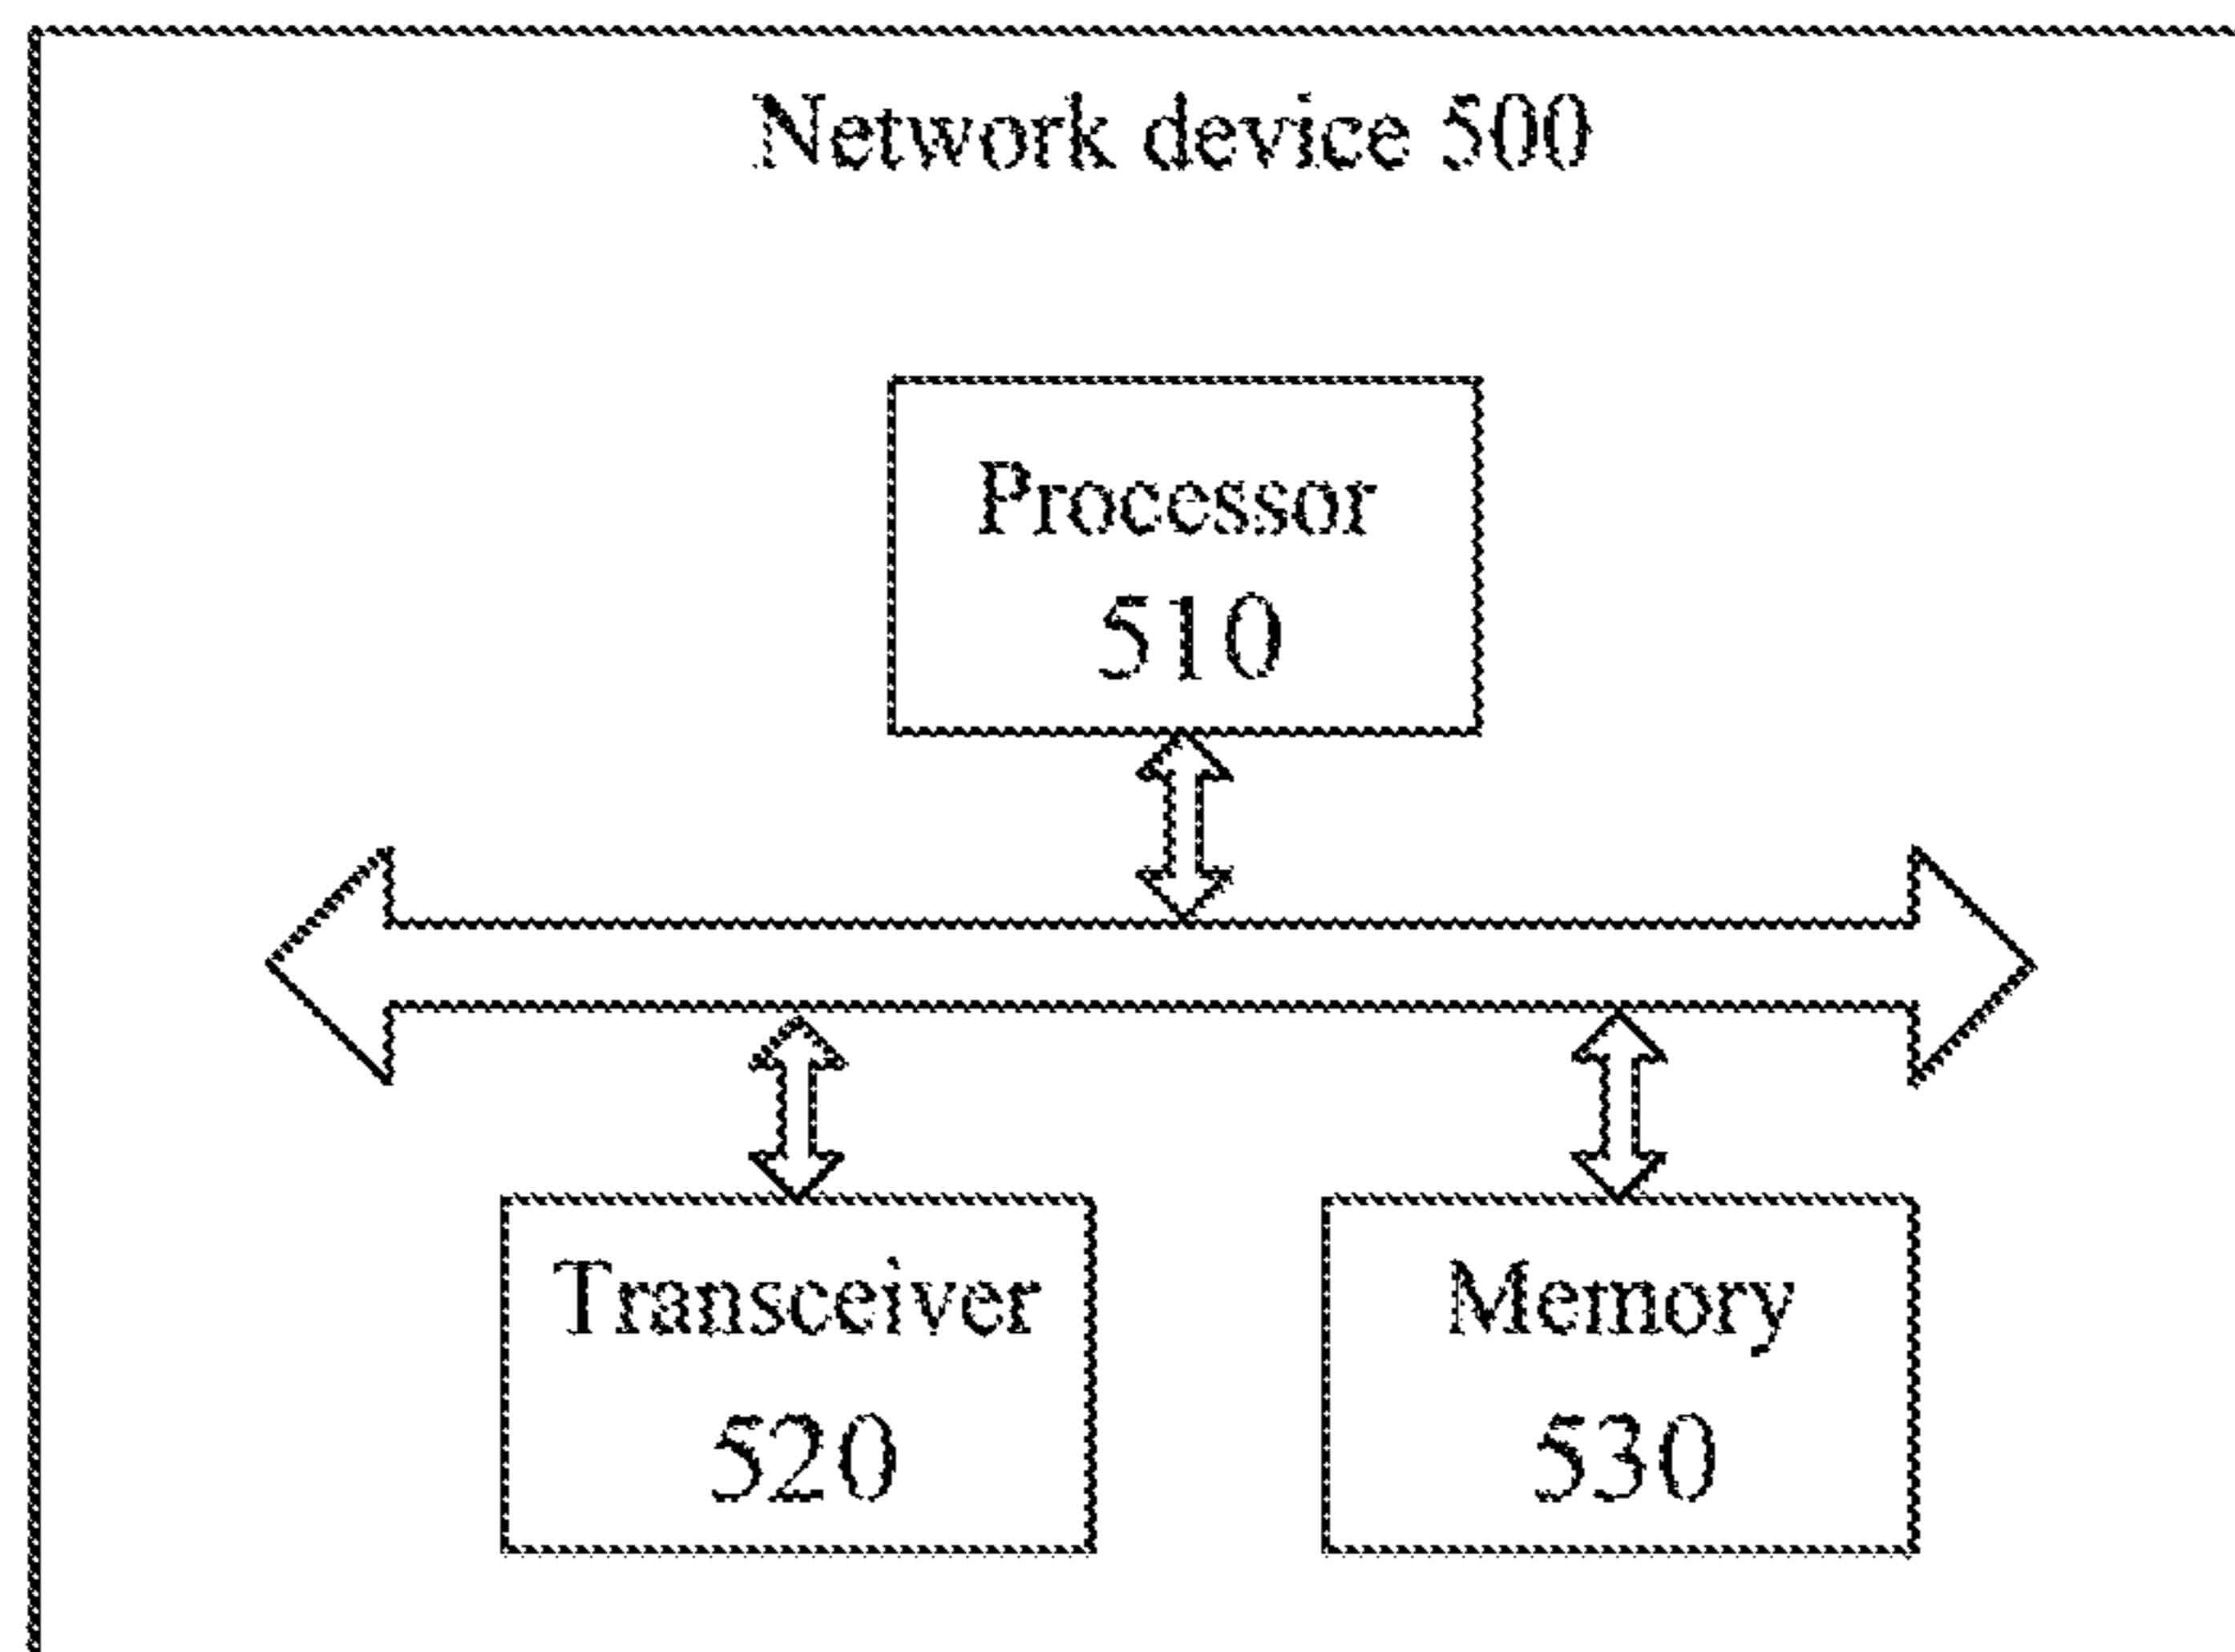 Network device 500
Processor
510
Transceiver
520
Memory
530